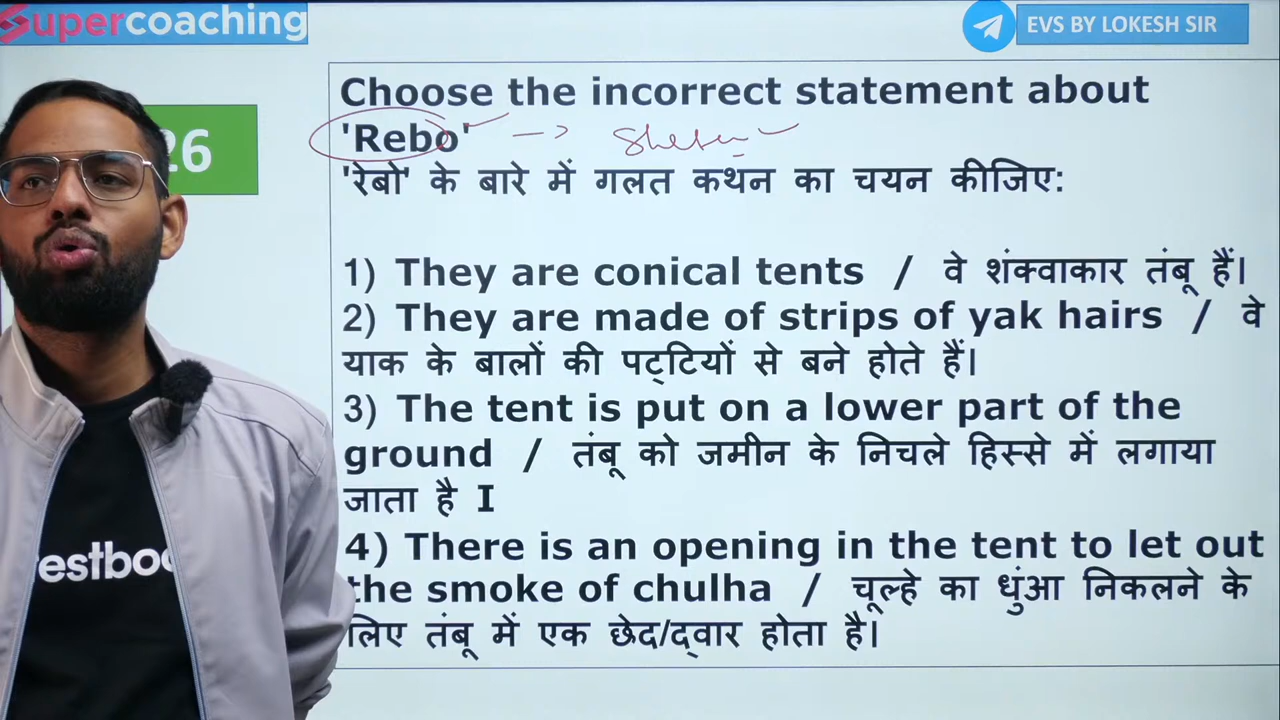 Supercoaching
EVS BY LOKESH SIR
26
Choose the incorrect statement about
'Rebo' ->
'रेबो' के बारे में गलत कथन का चयन कीजिए:
1) They are conical tents / वे शंक्वाकार तंबू हैं।
2) They are made of strips of yak hairs / वे
याक के बालों की पट्टियों से बने होते हैं।
3) The tent is put on a lower part of the
ground / तंबू को जमीन के निचले हिस्से में लगाया
जाता है I
4) There is an opening in the tent to let out
the smoke of chulha / चूल्हे का धुंआ निकलने के
लिए तंबू में एक छेद/द्वार होता है।
estboo